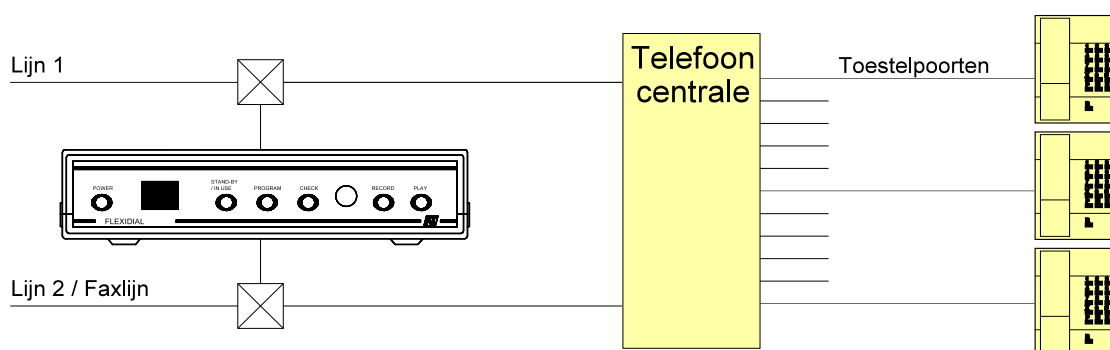 Lijn 1
Telefoon
centrale
Toestelpoorten
POWER
STAND-BY
/ IN USE
PROGRAM
CHECK
RECORD
PLAY
FLEXIDIAL
Lijn 2 / Faxlijn